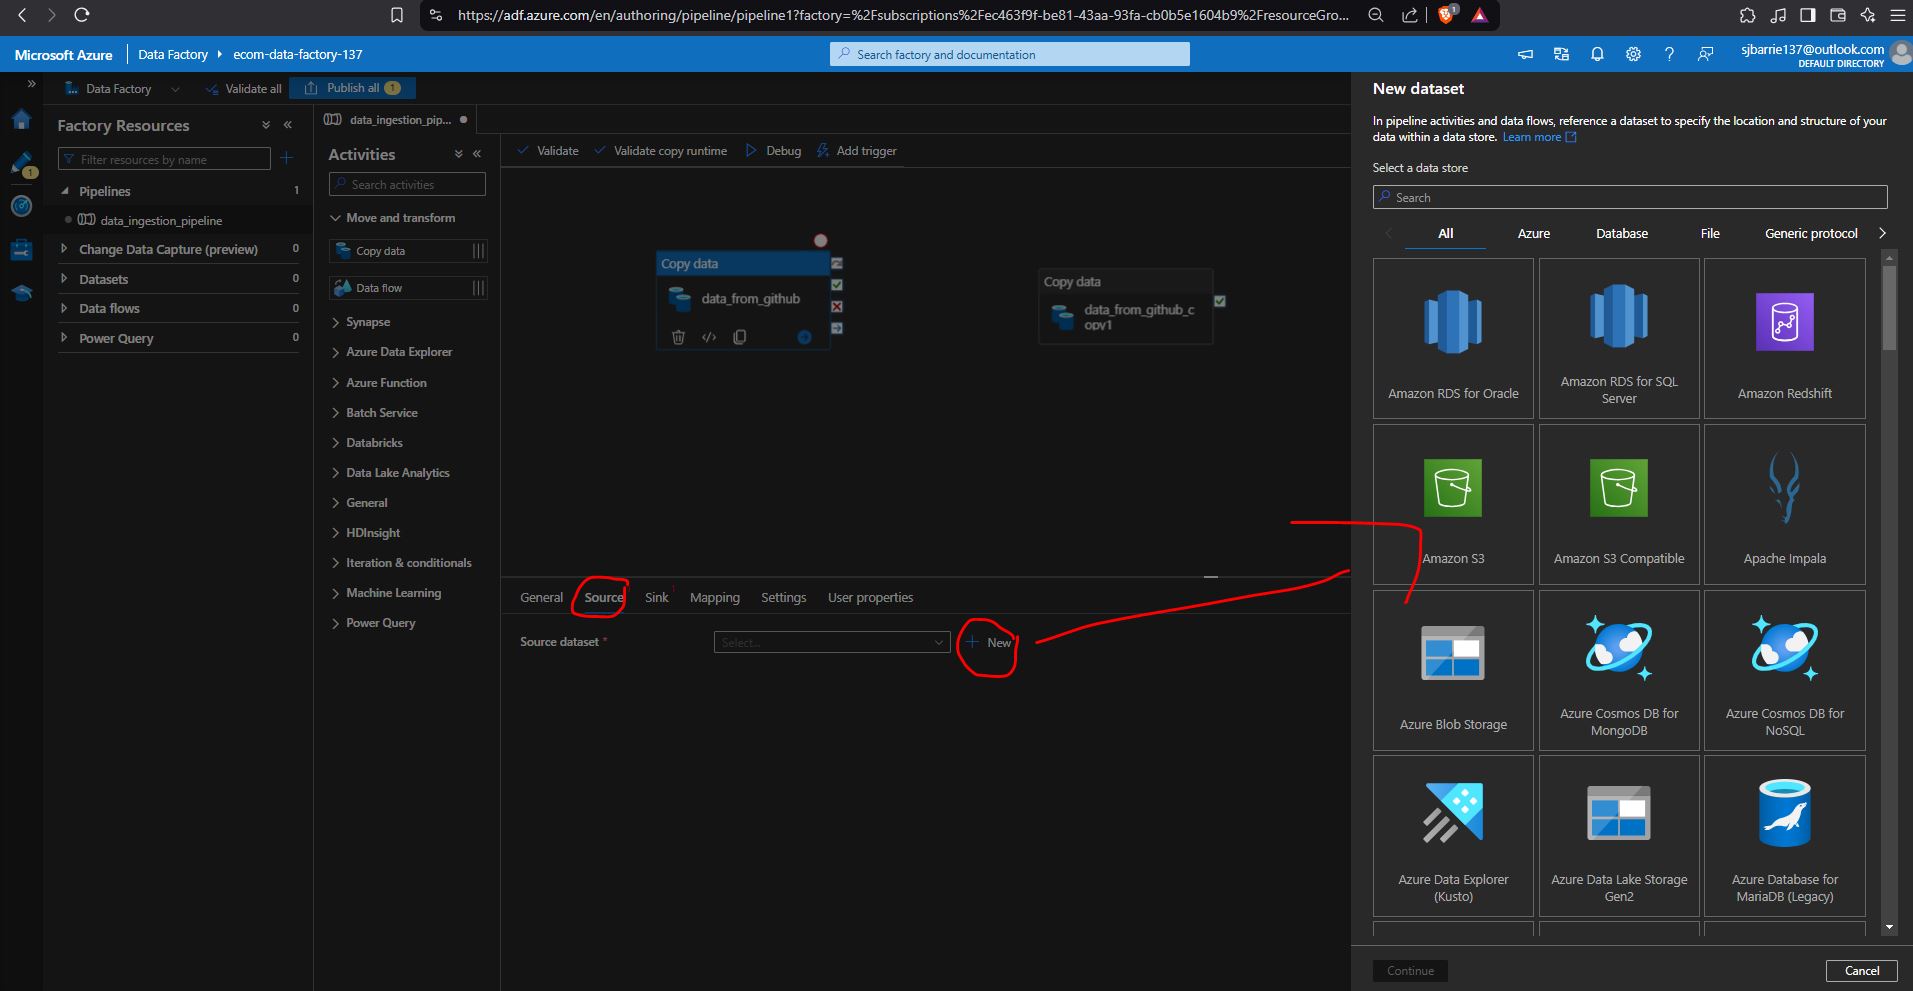 https://adf.azure.com/en/authoring/pipeline/pipeline1?factory=%2Fsubscriptions%2Fec463f9f-be81-43aa-93fa-cb0b5e1604b9%2FresourceGro...
1
Microsoft Azure
Data Factory
ecom-data-factory-137
Search factory and documentation
sjbarrie137@outlook.com
DEFAULT DIRECTORY
Data Factory
Validate all
Publish all 1
Factory Resources
Filter resources by name
1
Pipelines 1
data_ingestion_pipeline
Change Data Capture (preview) 0
Datasets 0
Data flows 0
Power Query 0
data_ingestion_pip...
Activities
Search activities
Move and transform
Copy data
Data flow
Synapse
Azure Data Explorer
Azure Function
Batch Service
Databricks
Data Lake Analytics
General
HDInsight
Iteration & conditionals
Machine Learning
Power Query
Validate
Validate copy runtime
Debug
Add trigger
Copy data
data_from_github
Copy data
data_from_github_c
opy1
General
Source
Sink 1
Mapping
Settings
User properties
Source dataset *
Select...
New
New dataset
In pipeline activities and data flows, reference a dataset to specify the location and structure of your
data within a data store. Learn more
Select a data store
Search
All
Azure
Database
File
Generic protocol
Amazon RDS for Oracle
Amazon RDS for SQL
Server
Amazon Redshift
Amazon S3
Amazon S3 Compatible
Apache Impala
Azure Blob Storage
Azure Cosmos DB for
MongoDB
Azure Cosmos DB for
NoSQL
Azure Data Explorer
(Kusto)
Azure Data Lake Storage
Gen2
Azure Database for
MariaDB (Legacy)
Continue
Cancel